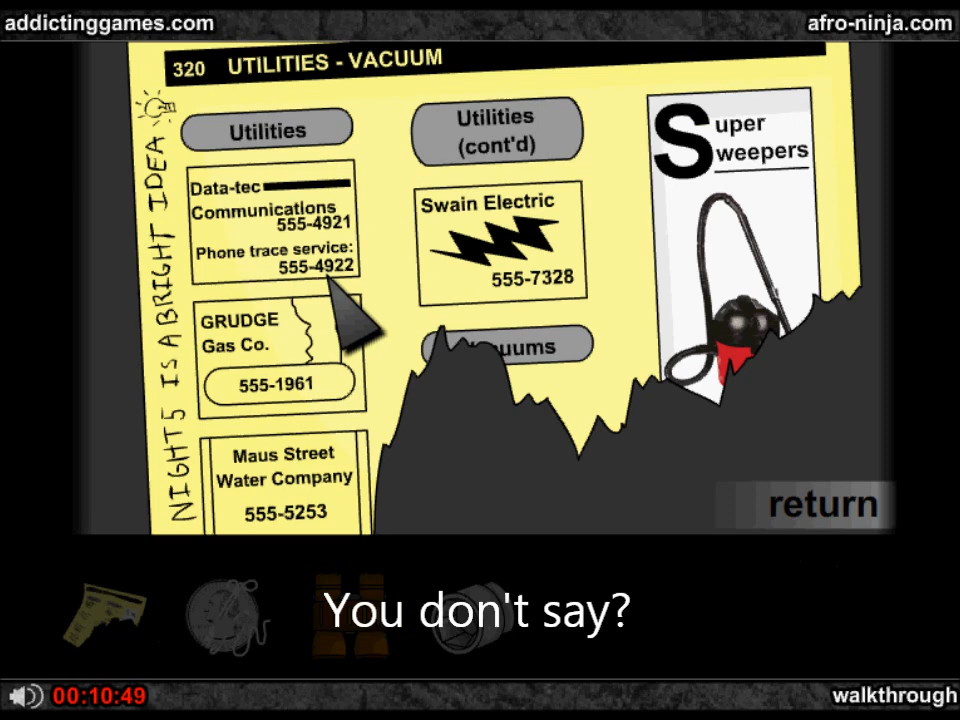 addictinggames.com
afro-ninja.com
320 UTILITIES - VACUUM
NIGHTS IS A BRIGHT IDEA
Utilities
Data-tec
Communications
555-4921
Phone trace service:
555-4922
GRUDGE
Gas Co.
555-1961
Maus Street
Water Company
555-5253
Utilities
(cont'd)
Swain Electric
555-7328
Super
Sweepers
return
You don't say?
00:10:49
walkthrough